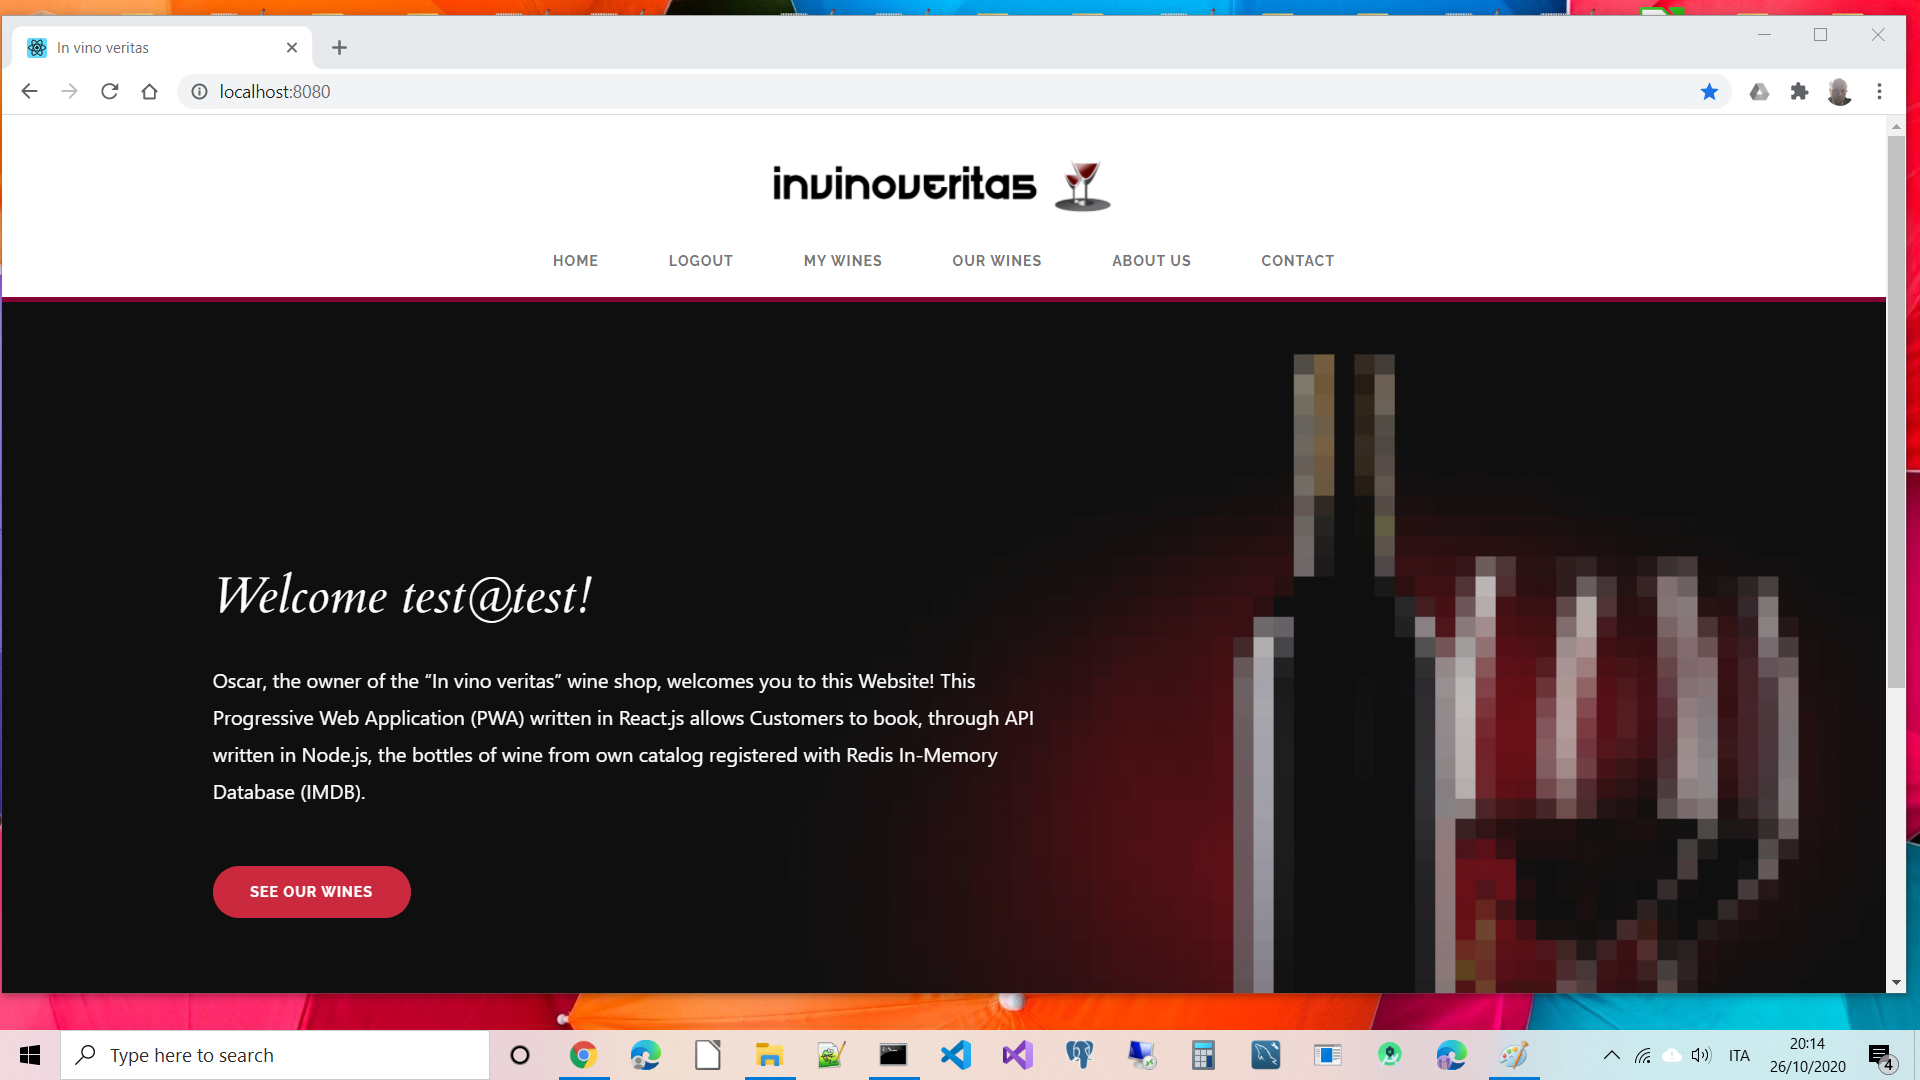 In vino veritas
localhost:8080
invinoveritas
HOME LOGOUT MY WINES OUR WINES ABOUT US CONTACT
Welcome test@test!
Oscar, the owner of the “In vino veritas” wine shop, welcomes you to this Website! This
Progressive Web Application (PWA) written in React.js allows Customers to book, through API
written in Node.js, the bottles of wine from own catalog registered with Redis In-Memory
Database (IMDB).
SEE OUR WINES
Type here to search
ITA
20:14
26/10/2020
4